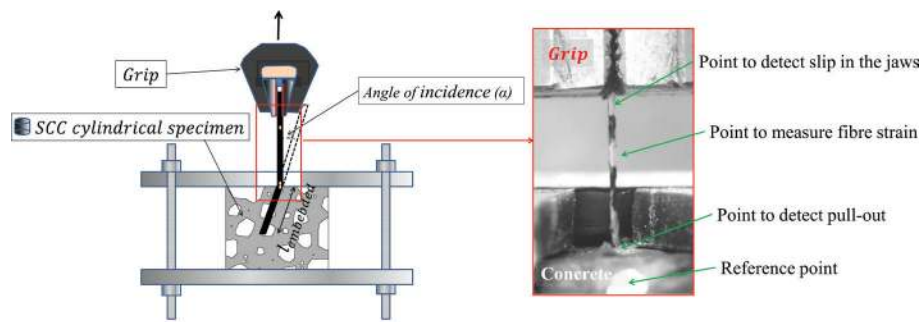 Grip
Angle of incidence (α)
SCC cylindrical specimen
lembebded
Grip
Point to detect slip in the jaws
Point to measure fibre strain
Point to detect pull-out
Reference point
Concrete